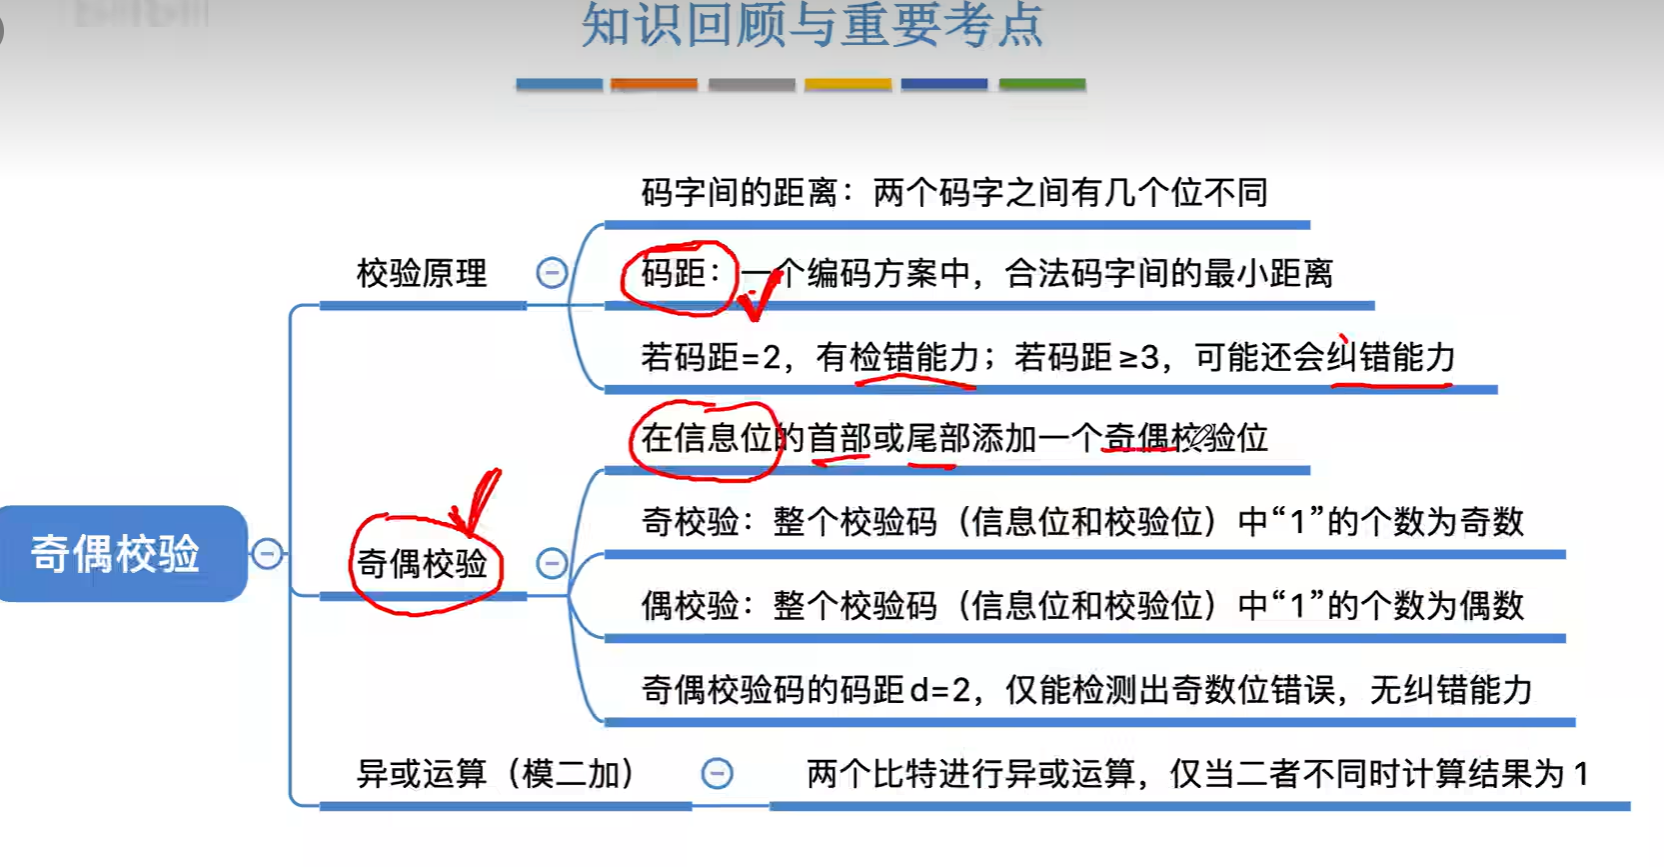 知识回顾与重要考点
码字间的距离：两个码字之间有几个位不同
校验原理
码距：一个编码方案中，合法码字间的最小距离
若码距=2，有检错能力；若码距≥3，可能还会纠错能力
在信息位的首部或尾部添加一个奇偶校验位
奇校验：整个校验码（信息位和校验位）中“1”的个数为奇数
奇偶校验
奇偶校验
偶校验：整个校验码（信息位和校验位）中“1”的个数为偶数
奇偶校验码的码距d=2，仅能检测出奇数位错误，无纠错能力
异或运算（模二加）
两个比特进行异或运算，仅当二者不同时计算结果为1